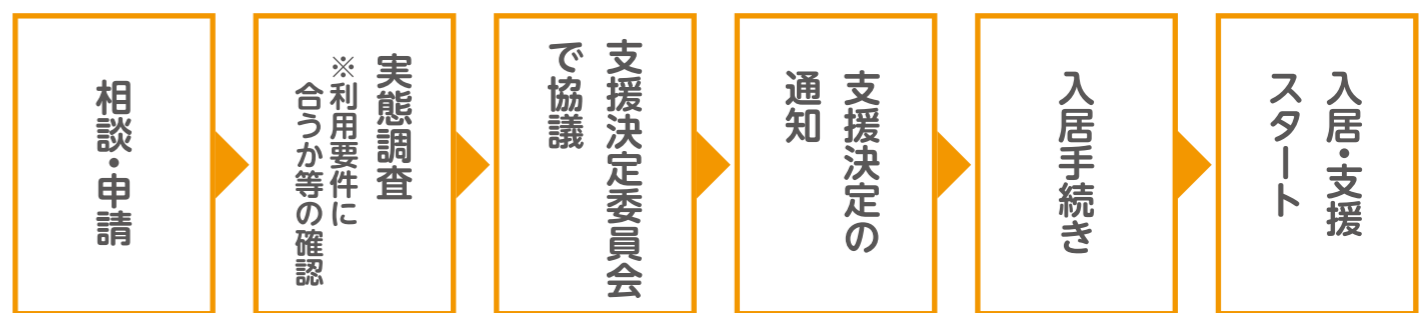 相談・申請
実態調査
※利用要件に
合うか等の確認
支援決定委員会
で協議
支援決定の
通知
入居手続き
入居・支援
スタート